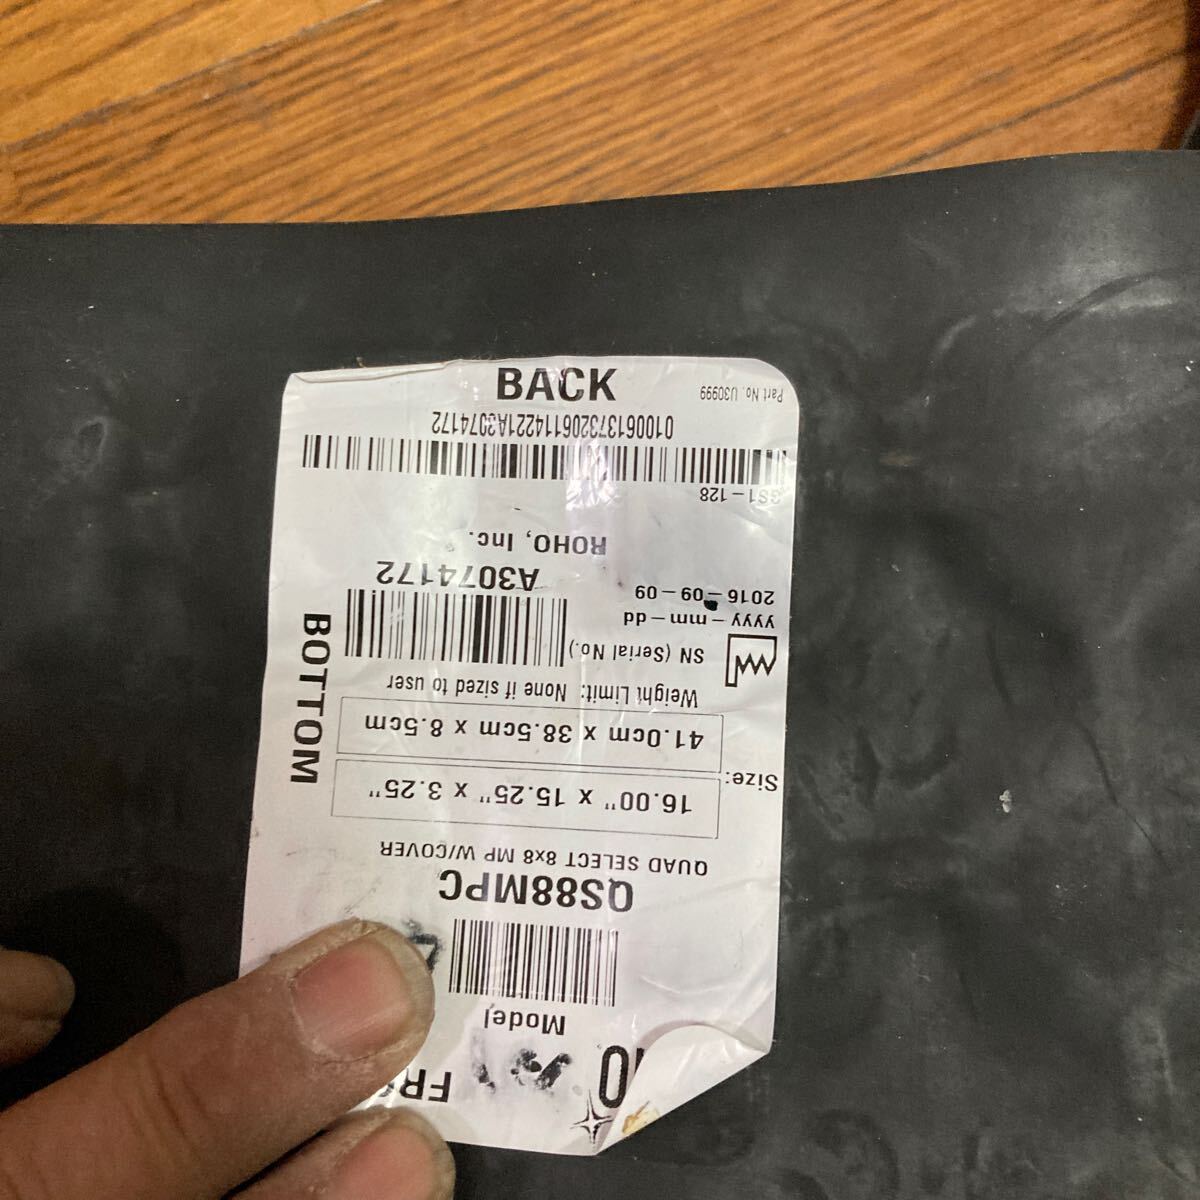 BACK
Part No. U30999
01006137320611422​1A3074172
GS1-128
ROHO, Inc.
A3074172
2016-09-09
yyyy-mm-dd
SN (Serial No.)
Weight Limit: None if sized to user
41.0cm x 38.5cm x 8.5cm
Size:
16.00" x 15.25" x 3.25"
QUAD SELECT 8x8 MP W/COVER
QS88MPC
Model
BOTTOM